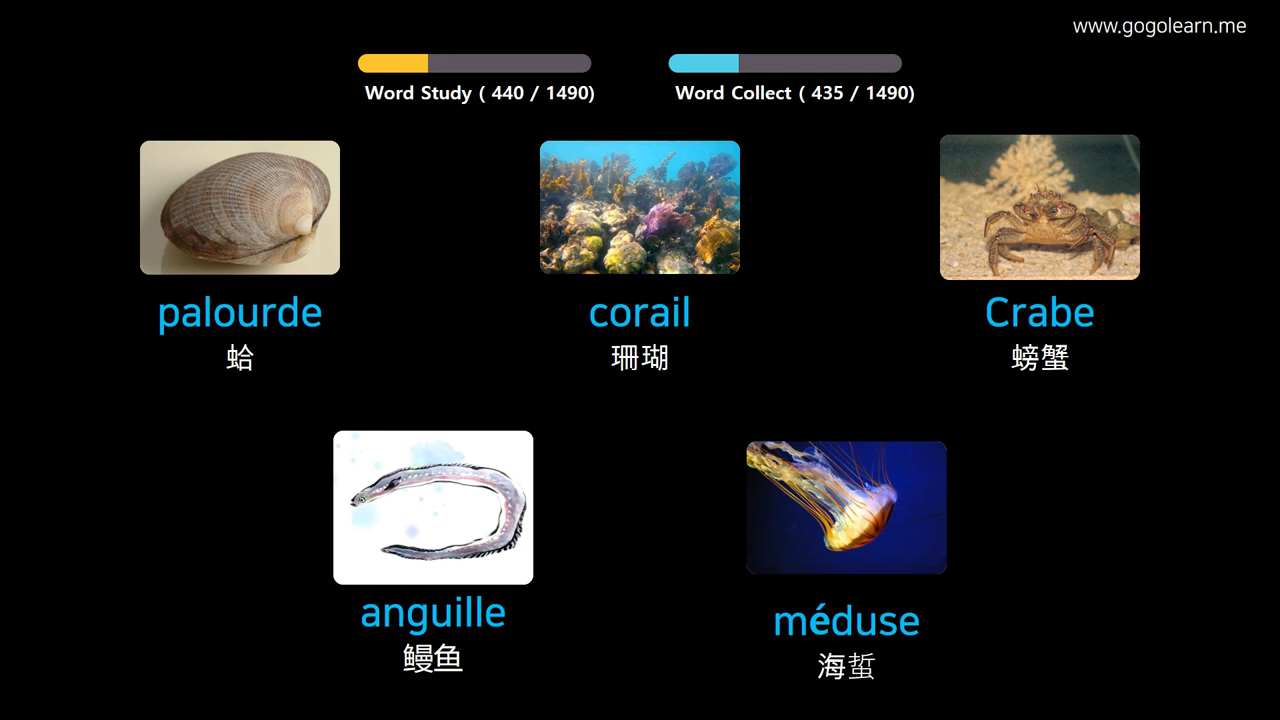 www.gogolearn.me
Word Study ( 440 / 1490)
Word Collect ( 435 / 1490)
palourde
corail
Crabe
蛤
珊瑚
螃蟹
anguille
méduse
鳗鱼
海蜇